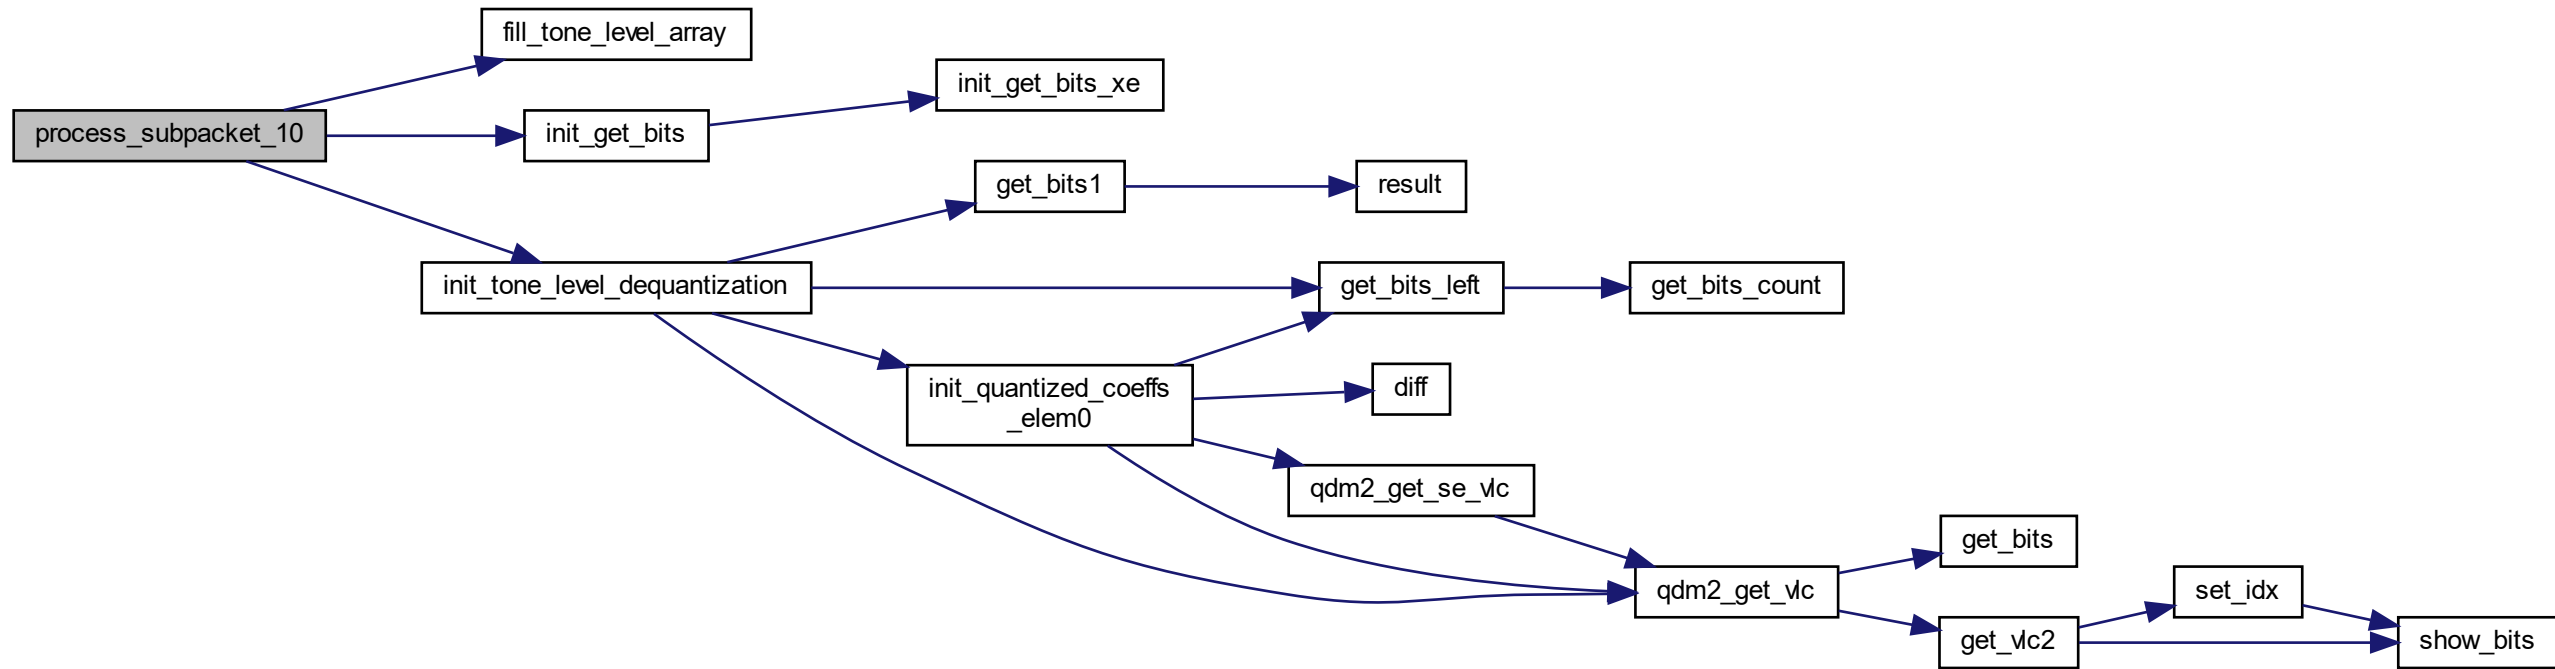 fill_tone_level_array
init_get_bits_xe
process_subpacket_10
init_get_bits
get_bits1
result
init_tone_level_dequantization
get_bits_left
get_bits_count
init_quantized_coeffs
_elem0
diff
qdm2_get_se_vlc
get_bits
qdm2_get_vlc
set_idx
get_vlc2
show_bits